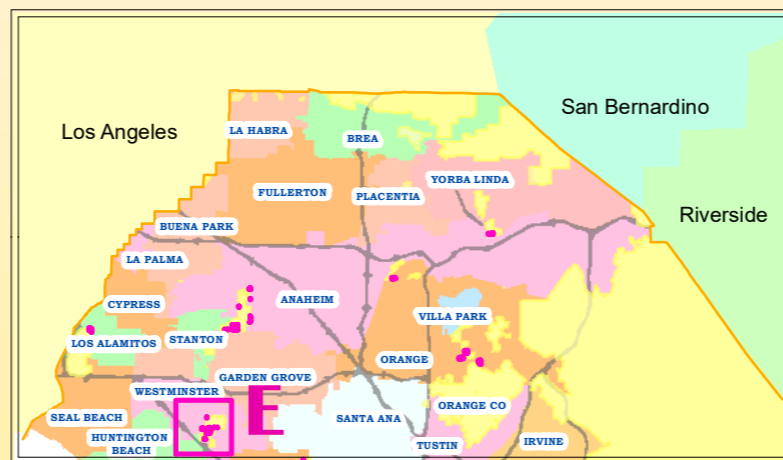 Los Angeles
San Bernardino
Riverside
LA HABRA
BREA
FULLERTON
PLACENTIA
YORBA LINDA
BUENA PARK
LA PALMA
CYPRESS
ANAHEIM
VILLA PARK
LOS ALAMITOS
STANTON
ORANGE
GARDEN GROVE
WESTMINSTER
SEAL BEACH
E
SANTA ANA
ORANGE CO
HUNTINGTON
BEACH
TUSTIN
IRVINE